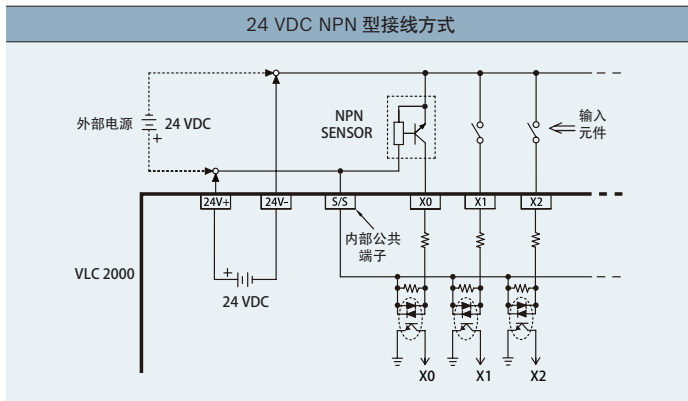 24 VDC NPN 型接线方式
外部电源
24 VDC
+
NPN
SENSOR
输入
元件
24V+
24V–
S/S
X0
X1
X2
内部公共
端子
VLC 2000
+
24 VDC
X0
X1
X2